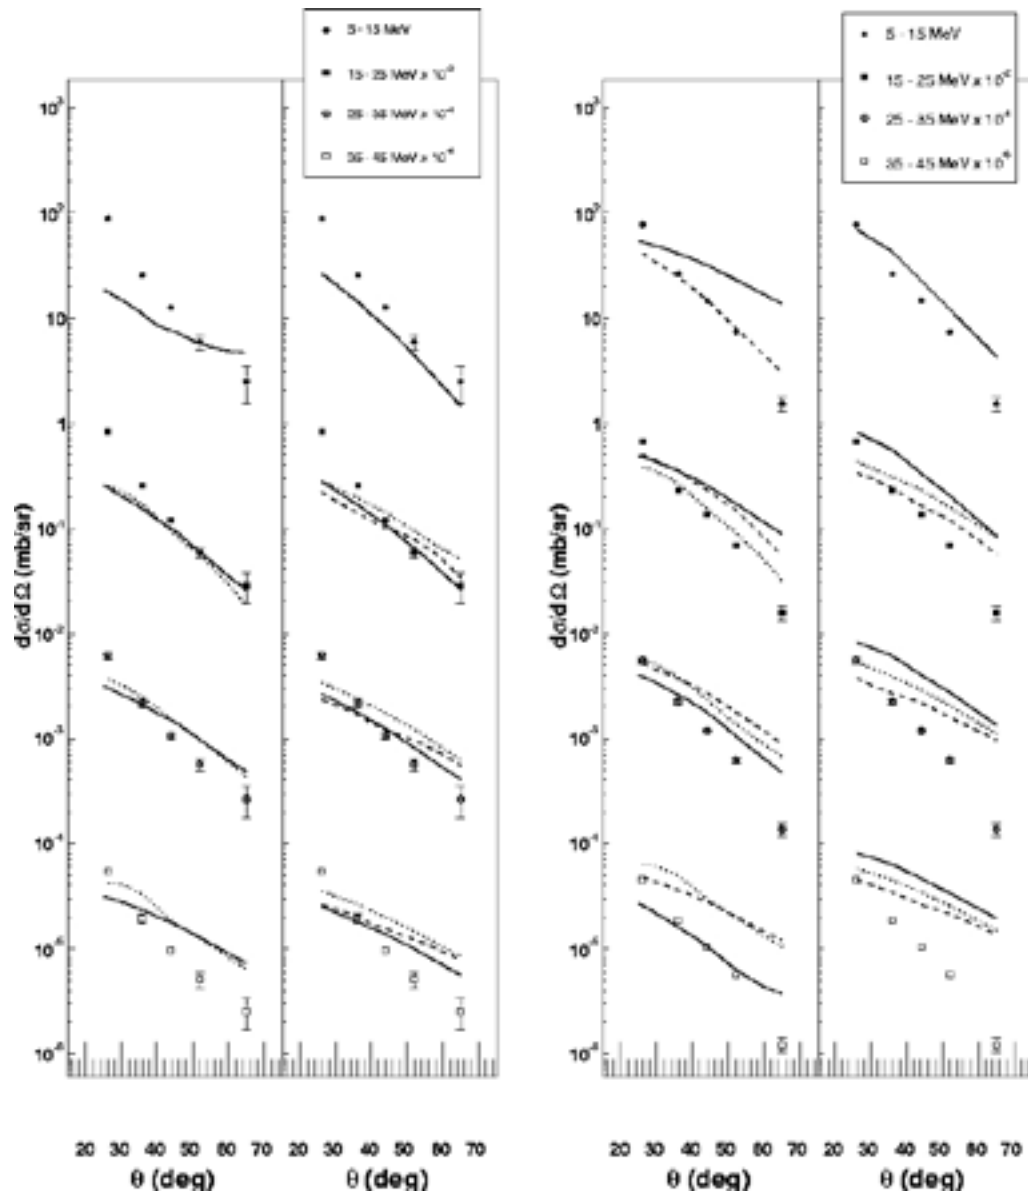 5 - 15 MeV
15 - 25 MeV x 10⁻²
25 - 35 MeV x 10⁻⁴
35 - 45 MeV x 10⁻⁶
5 - 15 MeV
15 - 25 MeV x 10⁻²
25 - 35 MeV x 10⁻⁴
35 - 45 MeV x 10⁻⁶
dσ/dΩ (mb/sr)
10³
10²
10
1
10⁻¹
10⁻²
10⁻³
10⁻⁴
10⁻⁵
10⁻⁶
20 30 40 50 60 70 20 30 40 50 60 70
θ (deg) θ (deg)
dσ/dΩ (mb/sr)
10³
10²
10
1
10⁻¹
10⁻²
10⁻³
10⁻⁴
10⁻⁵
10⁻⁶
20 30 40 50 60 70 20 30 40 50 60 70
θ (deg) θ (deg)